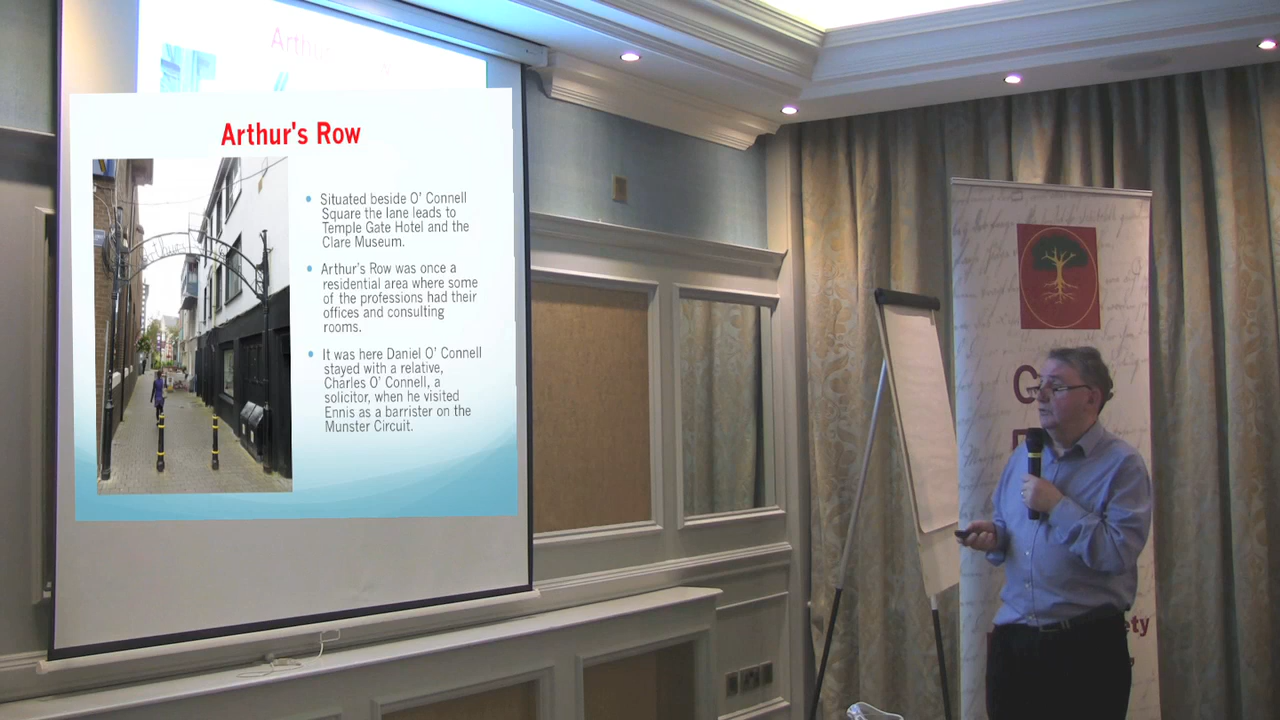 Arthur's Row
Situated beside O' Connell
Square the lane leads to
Temple Gate Hotel and the
Clare Museum.
Arthur's Row was once a
residential area where some
of the professions had their
offices and consulting
rooms.
It was here Daniel O' Connell
stayed with a relative,
Charles O' Connell, a
solicitor, when he visited
Ennis as a barrister on the
Munster Circuit.
G
ety